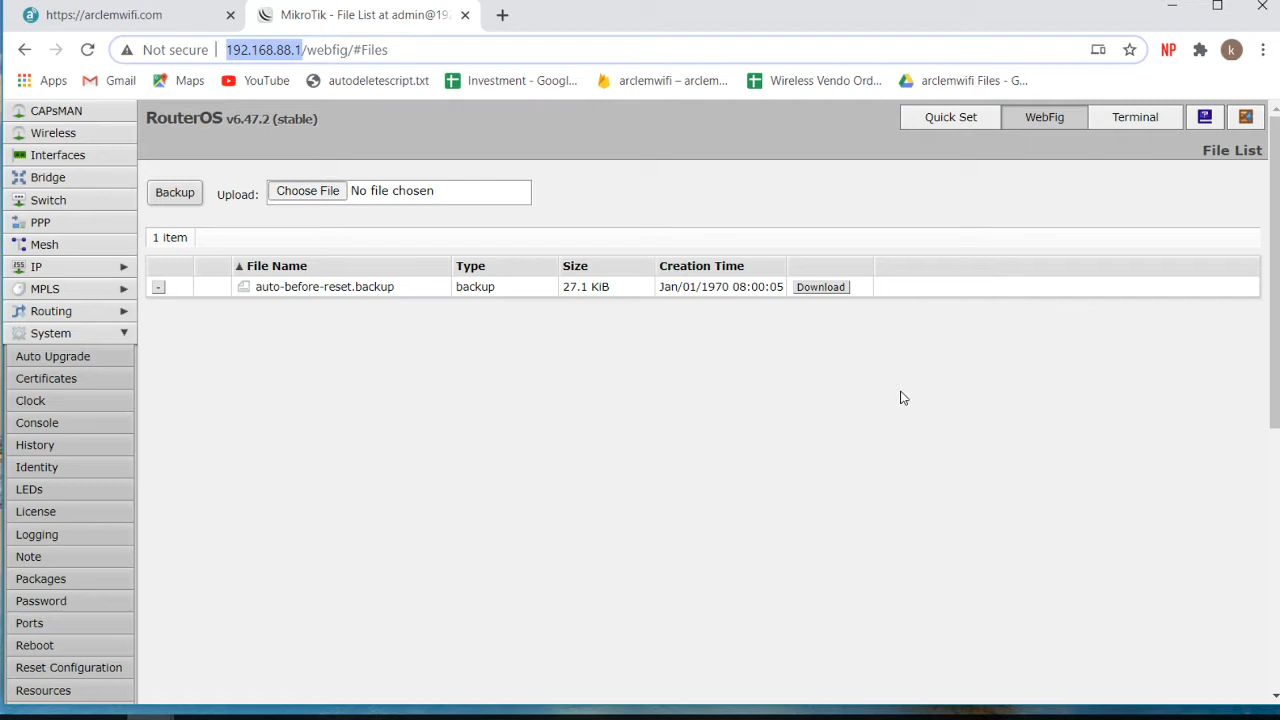 https://arclemwifi.com
MikroTik - File List at admin@19
Not secure 192.168.88.1/webfig/#Files NP k
Apps Gmail Maps YouTube autodeletescript.txt Investment - Googl... arclemwifi – arclem... Wireless Vendo Ord... arclemwifi Files - G...
RouterOS v6.47.2 (stable)
Quick Set WebFig Terminal
File List
Backup Upload: Choose File No file chosen
1 item
File Name Type Size Creation Time
- auto-before-reset.backup backup 27.1 KiB Jan/01/1970 08:00:05 Download
CAPsMAN
Wireless
Interfaces
Bridge
Switch
PPP
Mesh
IP
MPLS
Routing
System
Auto Upgrade
Certificates
Clock
Console
History
Identity
LEDs
License
Logging
Note
Packages
Password
Ports
Reboot
Reset Configuration
Resources